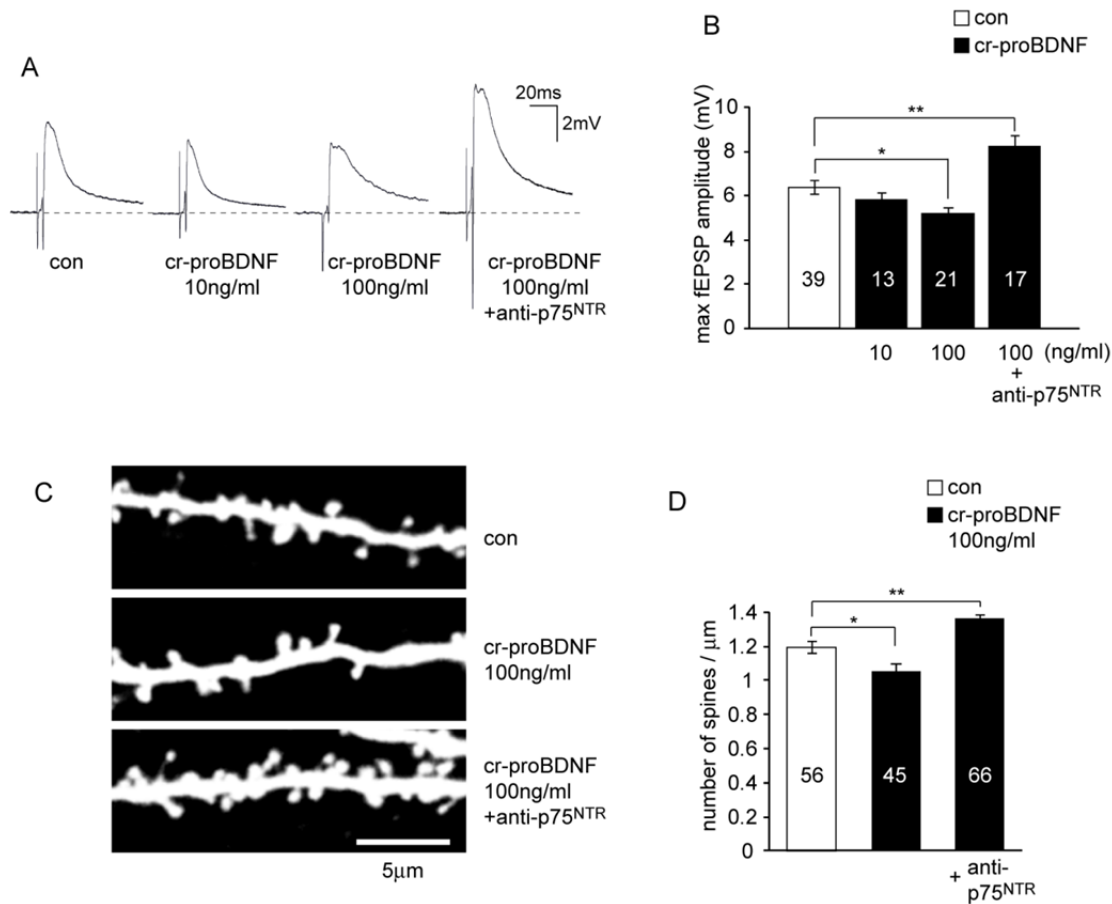 A
20ms
2mV
con
cr-proBDNF
10ng/ml
cr-proBDNF
100ng/ml
cr-proBDNF
100ng/ml
+anti-p75NTR
B
con
cr-proBDNF
max fEPSP amplitude (mV)
10
8
6
4
2
0
**
*
39
13
21
17
10
100
100
(ng/ml)
+
anti-p75NTR
C
con
cr-proBDNF
100ng/ml
cr-proBDNF
100ng/ml
+anti-p75NTR
5μm
D
con
cr-proBDNF
100ng/ml
number of spines / μm
1.4
1.2
1
0.8
0.6
0.4
0.2
0
**
*
56
45
66
+ anti-
p75NTR